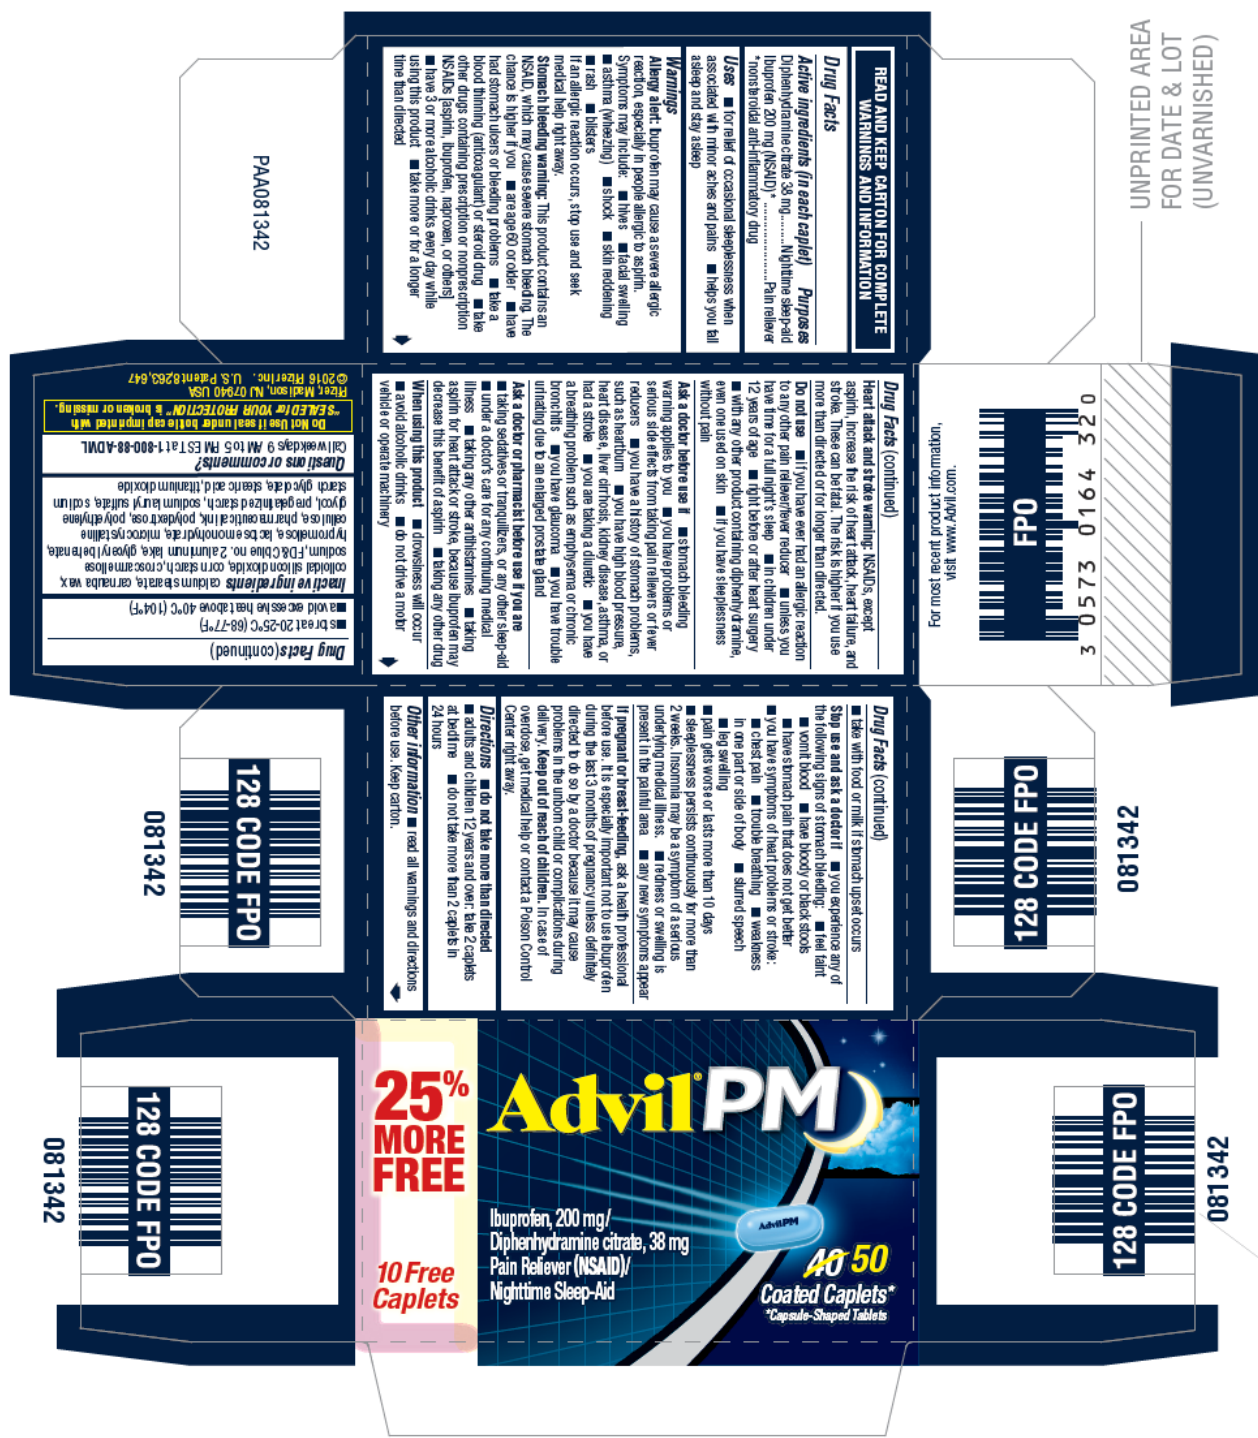 READ AND KEEP CARTON FOR COMPLETE
WARNINGS AND INFORMATION
Drug Facts
Active ingredients (in each caplet) Purposes
Diphenhydramine citrate 38 mg..........Nighttime sleep-aid
Ibuprofen 200 mg (NSAID)*......................Pain reliever
*nonsteroidal anti-inflammatory drug
Uses ■ for relief of occasional sleeplessness when
associated with minor aches and pains ■ helps you fall
asleep and stay asleep
Warnings
Allergy alert: Ibuprofen may cause a severe allergic
reaction, especially in people allergic to aspirin.
Symptoms may include: ■ hives ■ facial swelling
■ asthma (wheezing) ■ shock ■ skin reddening
■ rash ■ blisters
If an allergic reaction occurs, stop use and seek
medical help right away.
Stomach bleeding warning: This product contains an
NSAID, which may cause severe stomach bleeding. The
chance is higher if you ■ are age 60 or older ■ have
had stomach ulcers or bleeding problems ■ take a
blood thinning (anticoagulant) or steroid drug ■ take
other drugs containing prescription or nonprescription
NSAIDs [aspirin, ibuprofen, naproxen, or others]
■ have 3 or more alcoholic drinks every day while
using this product ■ take more or for a longer
time than directed
PAA081342
UNPRINTED AREA
FOR DATE & LOT
(UNVARNISHED)
Drug Facts (continued)
Heart attack and stroke warning: NSAIDs, except
aspirin, increase the risk of heart attack, heart failure, and
stroke. These can be fatal. The risk is higher if you use
more than directed or for longer than directed.
Do not use ■ if you have ever had an allergic reaction
to any other pain reliever/fever reducer ■ unless you
have time for a full night's sleep ■ in children under
12 years of age ■ right before or after heart surgery
■ with any other product containing diphenhydramine,
even one used on skin ■ if you have sleeplessness
without pain
Ask a doctor before use if ■ stomach bleeding
warning applies to you ■ you have problems or
serious side effects from taking pain relievers or fever
reducers ■ you have a history of stomach problems,
such as heartburn ■ you have high blood pressure,
heart disease, liver cirrhosis, kidney disease, asthma, or
had a stroke ■ you are taking a diuretic ■ you have
a breathing problem such as emphysema or chronic
bronchitis ■ you have glaucoma ■ you have trouble
urinating due to an enlarged prostate gland
Ask a doctor or pharmacist before use if you are
■ taking sedatives or tranquilizers, or any other sleep-aid
■ under a doctor's care for any continuing medical
illness ■ taking any other antihistamines ■ taking
aspirin for heart attack or stroke, because ibuprofen may
decrease this benefit of aspirin ■ taking any other drug
When using this product ■ drowsiness will occur
■ avoid alcoholic drinks ■ do not drive a motor
vehicle or operate machinery
FPO
3 0573 0164 320
For most recent product information,
visit www.Advil.com.
Drug Facts (continued)
■ store at 20-25°C (68-77°F)
■ avoid excessive heat above 40°C (104°F)
Inactive ingredients calcium stearate, carnauba wax,
colloidal silicon dioxide, corn starch, croscarmellose
sodium, FD&C blue no. 2 aluminum lake, glyceryl behenate,
hypromellose, lactose monohydrate, microcrystalline
cellulose, pharmaceutical ink, polydextrose, polyethylene
glycol, pregelatinized starch, sodium lauryl sulfate, sodium
starch glycolate, stearic acid, titanium dioxide
Questions or comments?
Call weekdays 9 AM to 5 PM EST at 1-800-88-ADVIL
Do Not Use if seal under bottle cap imprinted with
"SEALED for YOUR PROTECTION" is broken or missing.
Pfizer, Madison, NJ 07940 USA
© 2016 Pfizer Inc. U.S. Patent 8,263,647
Drug Facts (continued)
■ take with food or milk if stomach upset occurs
Stop use and ask a doctor if ■ you experience any of
the following signs of stomach bleeding: ■ feel faint
■ vomit blood ■ have bloody or black stools
■ have stomach pain that does not get better
■ you have symptoms of heart problems or stroke:
■ chest pain ■ trouble breathing ■ weakness
in one part or side of body ■ slurred speech
■ leg swelling
■ pain gets worse or lasts more than 10 days
■ sleeplessness persists continuously for more than
2 weeks. Insomnia may be a symptom of a serious
underlying medical illness. ■ redness or swelling is
present in the painful area ■ any new symptoms appear
If pregnant or breast-feeding, ask a health professional
before use. It is especially important not to use ibuprofen
during the last 3 months of pregnancy unless definitely
directed to do so by a doctor because it may cause
problems in the unborn child or complications during
delivery. Keep out of reach of children. In case of
overdose, get medical help or contact a Poison Control
Center right away.
Directions ■ do not take more than directed
■ adults and children 12 years and over: take 2 caplets
at bedtime ■ do not take more than 2 caplets in
24 hours
Other information ■ read all warnings and directions
before use. Keep carton.
128 CODE FPO
081342
128 CODE FPO
081342
25%
MORE
FREE
10 Free
Caplets
Advil® PM
Ibuprofen, 200 mg/
Diphenhydramine citrate, 38 mg
Pain Reliever (NSAID)/
Nighttime Sleep-Aid
Advil PM
40 50
Coated Caplets*
*Capsule-Shaped Tablets
128 CODE FPO
081342
128 CODE FPO
081342